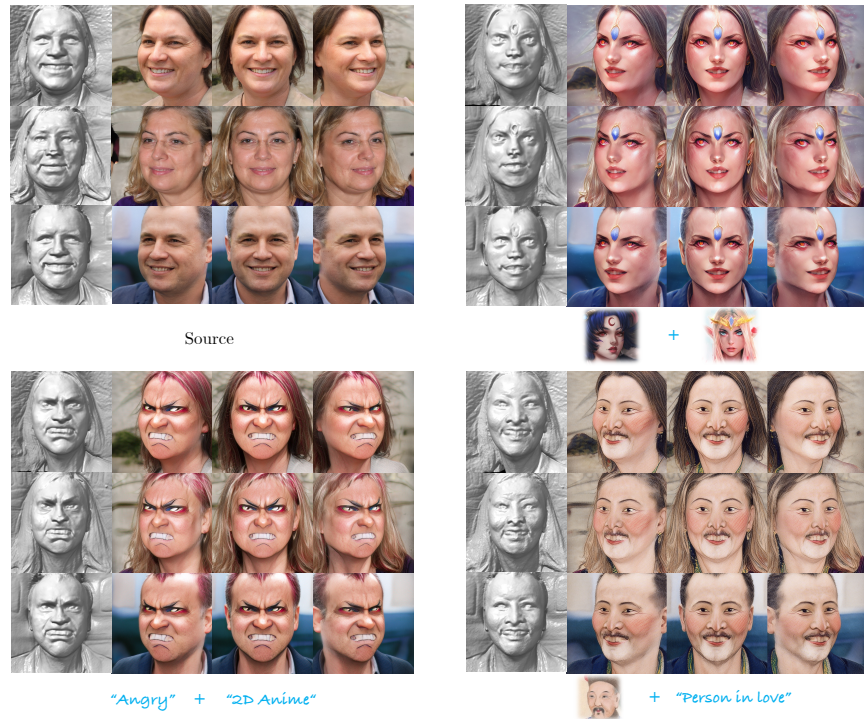 Source
+
"Angry" + "2D Anime"
+ "Person in love"